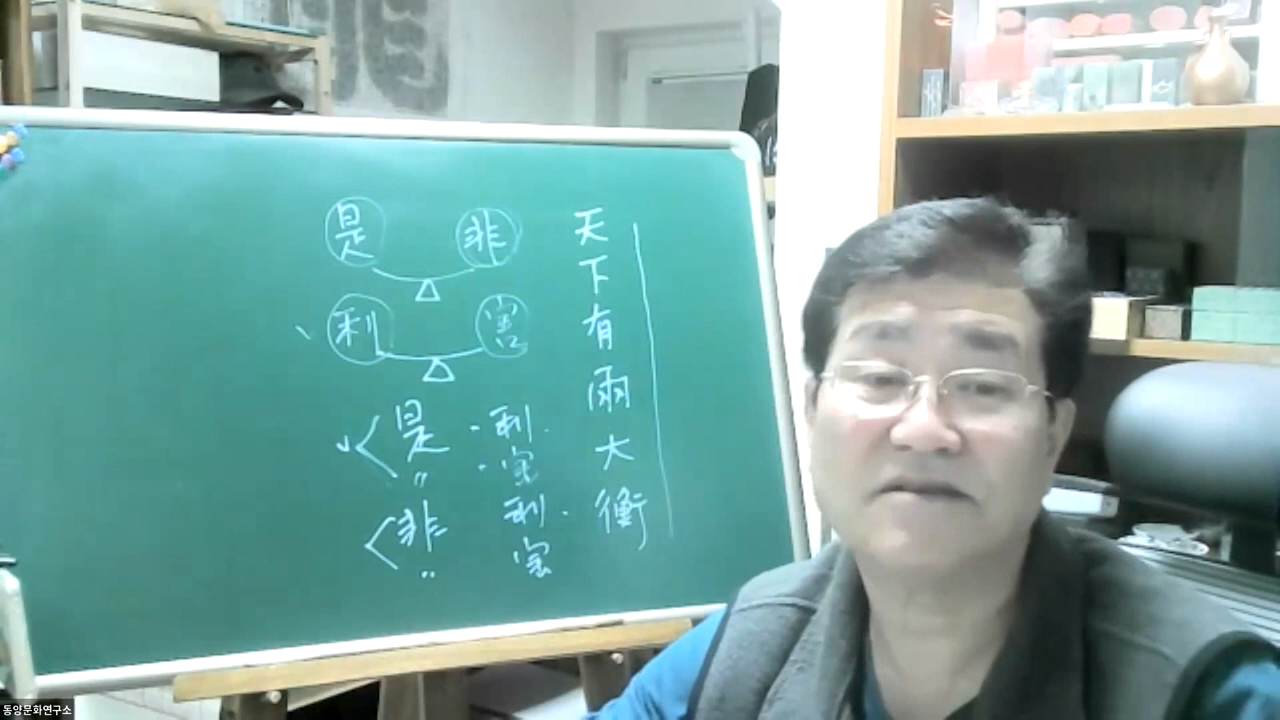 天下有兩大衡
是 非
利 害
是 · 利
〃 · 害
非 利
〃 害
동양문화연구소